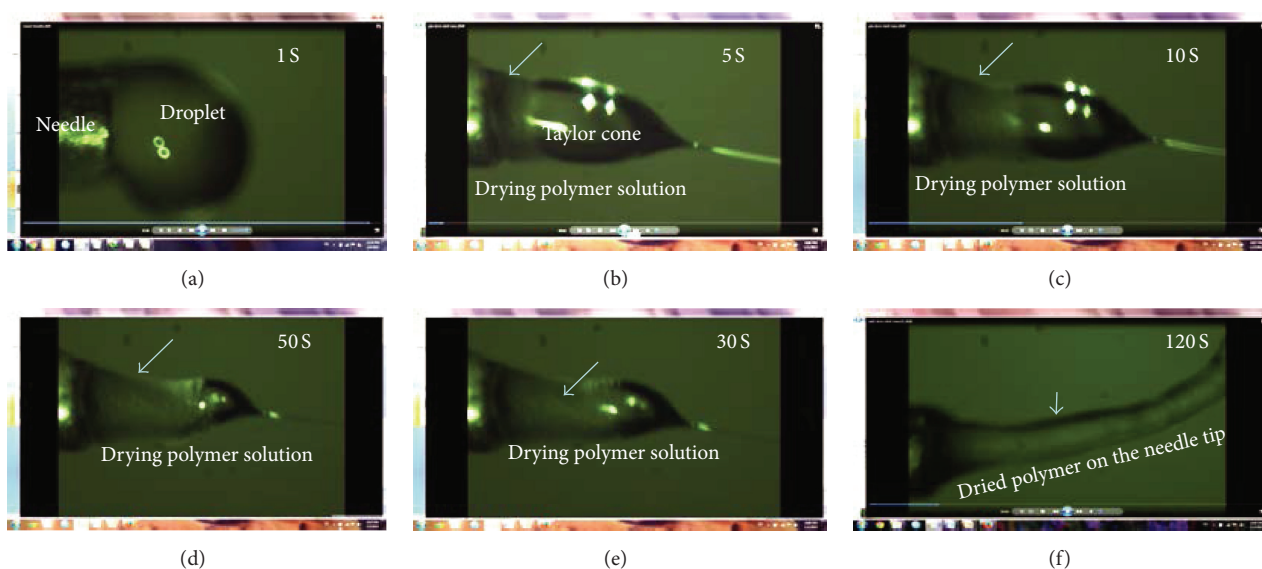 1 S
Droplet
Needle
(a)
5 S
Taylor cone
Drying polymer solution
(b)
10 S
Drying polymer solution
(c)
50 S
Drying polymer solution
(d)
30 S
Drying polymer solution
(e)
120 S
Dried polymer on the needle tip
(f)